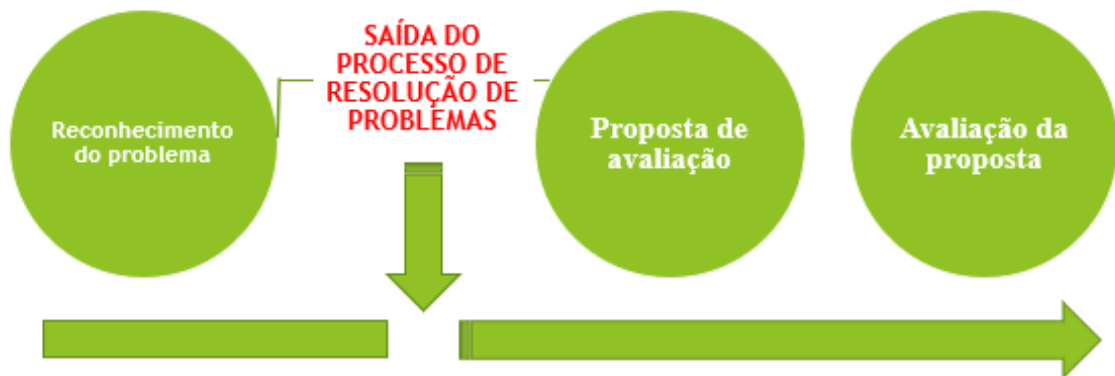 Reconhecimento
do problema
SAÍDA DO
PROCESSO DE
RESOLUÇÃO DE
PROBLEMAS
Proposta de
avaliação
Avaliação da
proposta